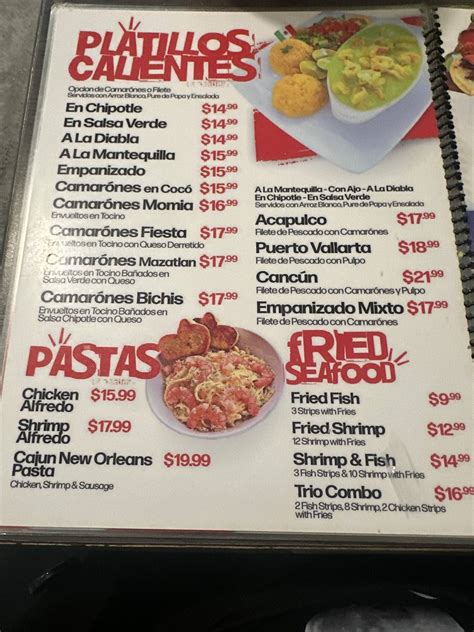 PLATILLOS
CALIENTES
Opcion de Camarónes o Filete
Servidos con Arroz Blanco, Pure de Papa y Ensalada
En Chipotle $14.99
En Salsa Verde $14.99
A La Diabla $14.99
A La Mantequilla $15.99
Empanizado $15.99
Camarónes en Cocó $15.99
Camarónes Momia $16.99
Envueltos en Tocino
Camarónes Fiesta $17.99
Envueltos en Tocino con Queso Derretido
Camarónes Mazatlan $17.99
Envueltos en Tocino Bañados en
Salsa Verde con Queso
Camarónes Bichis $17.99
Envueltos en Tocino Bañados en
Salsa Chipotle con Queso
A La Mantequilla - Con Ajo - A La Diabla
En Chipotle - En Salsa Verde
Servidos con Arroz Blanco, Pure de Papa y Ensalada
Acapulco $17.99
Filete de Pescado con Camarónes
Puerto Vallarta $18.99
Filete de Pescado con Pulpo
Cancún $21.99
Filete de Pescado con Camarónes y Pulpo
Empanizado Mixto $17.99
Filete de Pescado con Camarónes
PASTAS
Chicken $15.99
Alfredo
Shrimp $17.99
Alfredo
Cajun New Orleans $19.99
Pasta
Chicken, Shrimp & Sausage
FRIED
SEAFOOD
Fried Fish $9.99
3 Strips with Fries
Fried Shrimp $12.99
12 Shrimp with Fries
Shrimp & Fish $14.99
3 Fish Strips & 10 Shrimp with Fries
Trio Combo $16.99
2 Fish Strips, 8 Shrimp, 2 Chicken Strips
with Fries